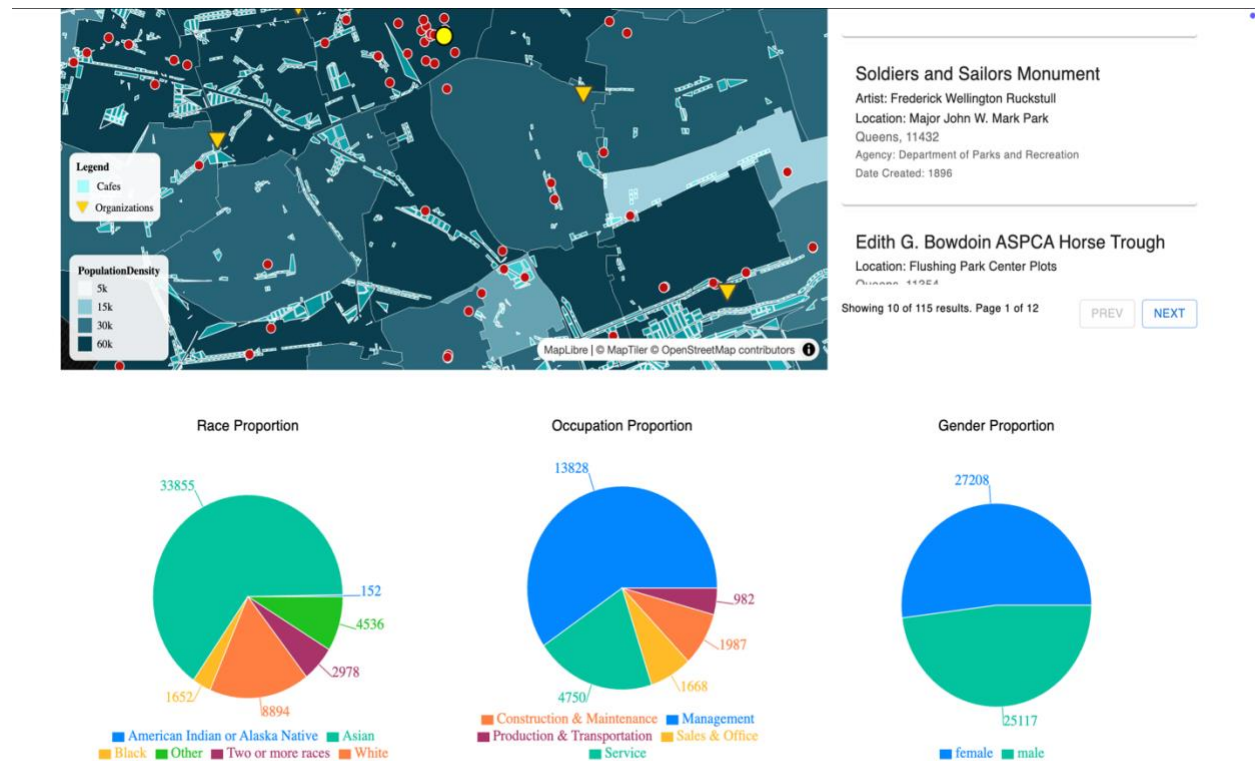 Legend
Cafes
Organizations
PopulationDensity
5k
15k
30k
60k
MapLibre | © MapTiler © OpenStreetMap contributors
Soldiers and Sailors Monument
Artist: Frederick Wellington Ruckstull
Location: Major John W. Mark Park
Queens, 11432
Agency: Department of Parks and Recreation
Date Created: 1896
Edith G. Bowdoin ASPCA Horse Trough
Location: Flushing Park Center Plots
Queens, 11354
Showing 10 of 115 results. Page 1 of 12
PREV
NEXT
Race Proportion
33855
152
4536
2978
8894
1652
American Indian or Alaska Native Asian
Black Other Two or more races White
Occupation Proportion
13828
982
1987
1668
4750
Construction & Maintenance Management
Production & Transportation Sales & Office
Service
Gender Proportion
27208
25117
female male